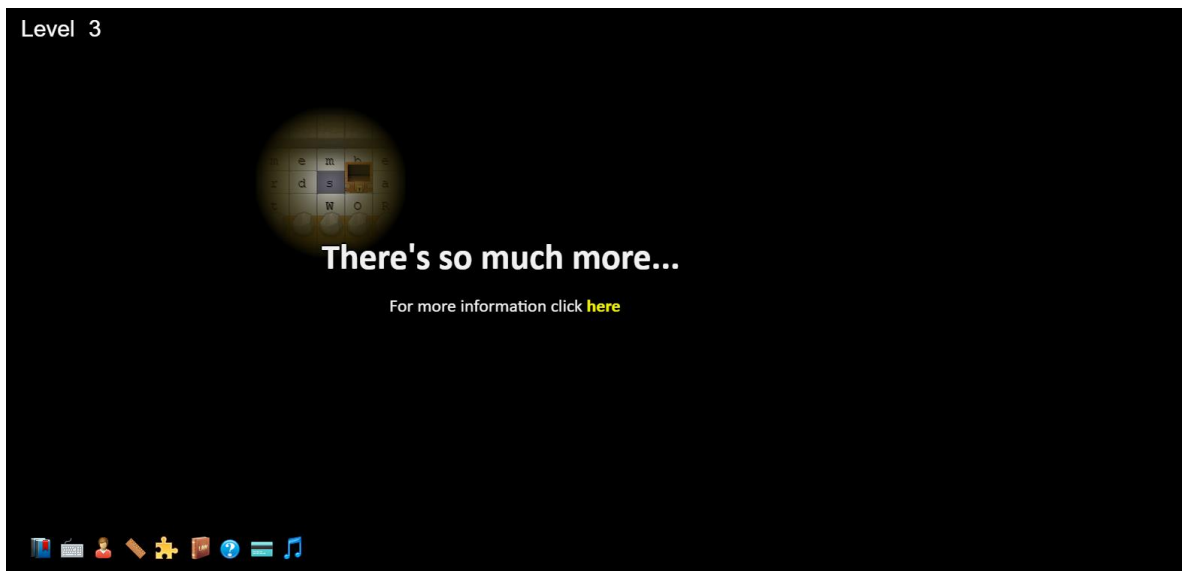 Level 3
e m b e
r d s a
W O
There's so much more...
For more information click here